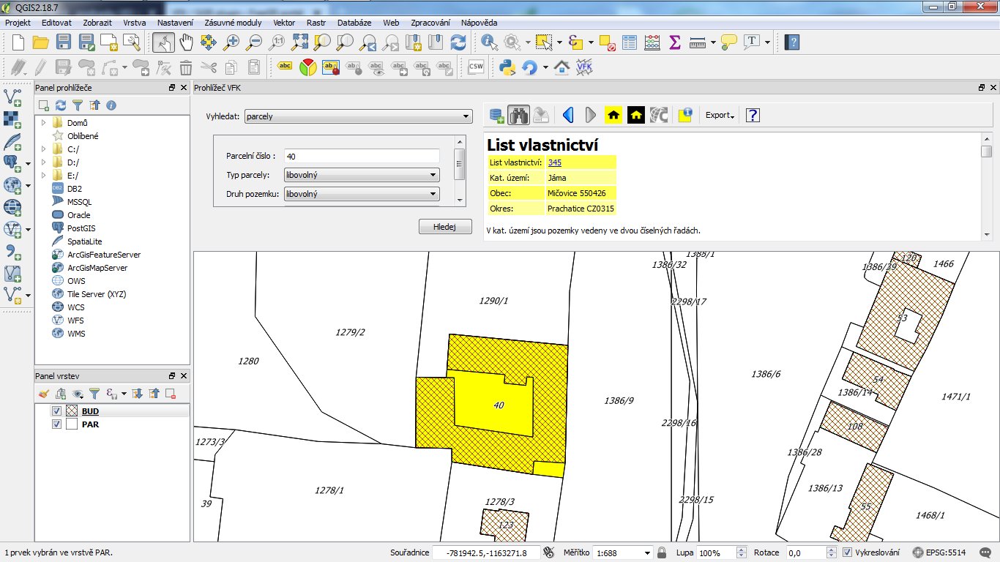 QGIS2.18.7
Projekt Editovat Zobrazit Vrstva Nastavení Zásuvné moduly Vektor Rastr Databáze Web Zpracování Nápověda
abc ab abc CSW VFK
Panel prohlížeče
Domů
Oblíbené
C:/
D:/
E:/
DB2
MSSQL
Oracle
PostGIS
SpatiaLite
ArcGisFeatureServer
ArcGisMapServer
OWS
Tile Server (XYZ)
WCS
WFS
WMS
Panel vrstev
BUD
PAR
Prohlížeč VFK
Vyhledat: parcely
Parcelní číslo : 40
Typ parcely: libovolný
Druh pozemku: libovolný
Hledej
Export
List vlastnictví
List vlastnictví: 345
Kat. území: Jáma
Obec: Mičovice 550426
Okres: Prachatice CZ0315
V kat. území jsou pozemky vedeny ve dvou číselných řadách.
1385/1
1386/32
120
1466
1386/39
1290/1
2298/17
53
1279/2
1280
1386/6
54
1386/14
1471/1
1386/9
40
2298/16
108
1273/3
1386/28
1278/1
1386/13
1278/3
2298/15
39
55
1468/1
123
1 prvek vybrán ve vrstvě PAR.
Souřadnice -781942.5,-1163271.8 Měřítko 1:688 Lupa 100% Rotace 0,0 Vykreslování EPSG:5514